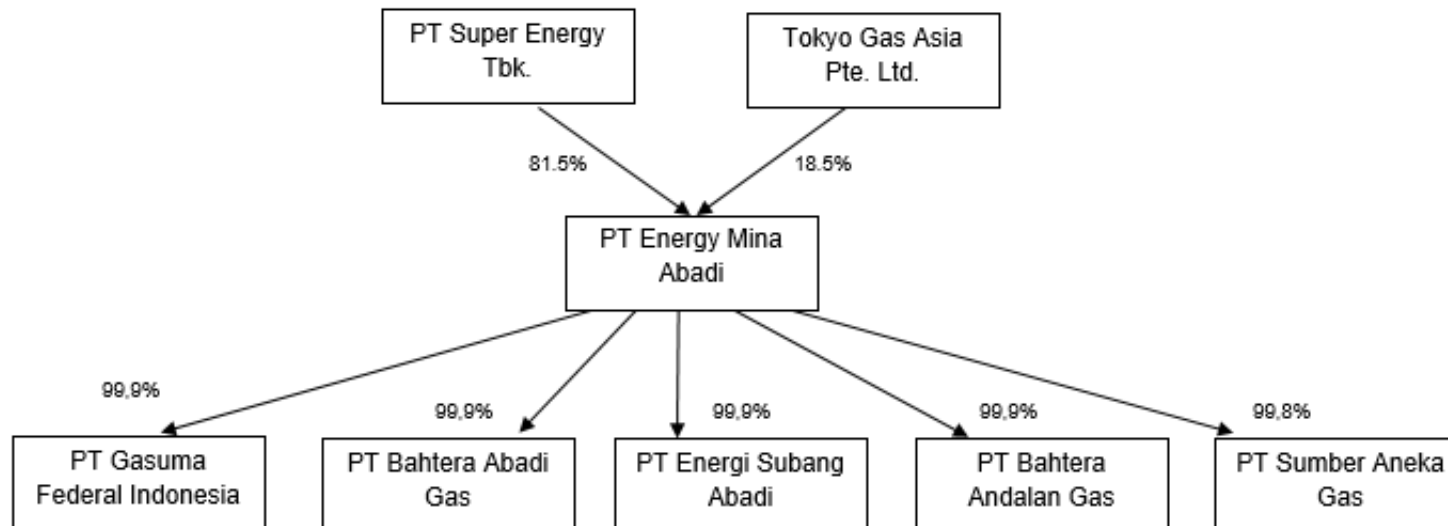 PT Super Energy
Tbk.
Tokyo Gas Asia
Pte. Ltd.
81.5%
18.5%
PT Energy Mina
Abadi
99,9%
99,9%
99,9%
99,9%
99,8%
PT Gasuma
Federal Indonesia
PT Bahtera Abadi
Gas
PT Energi Subang
Abadi
PT Bahtera
Andalan Gas
PT Sumber Aneka
Gas